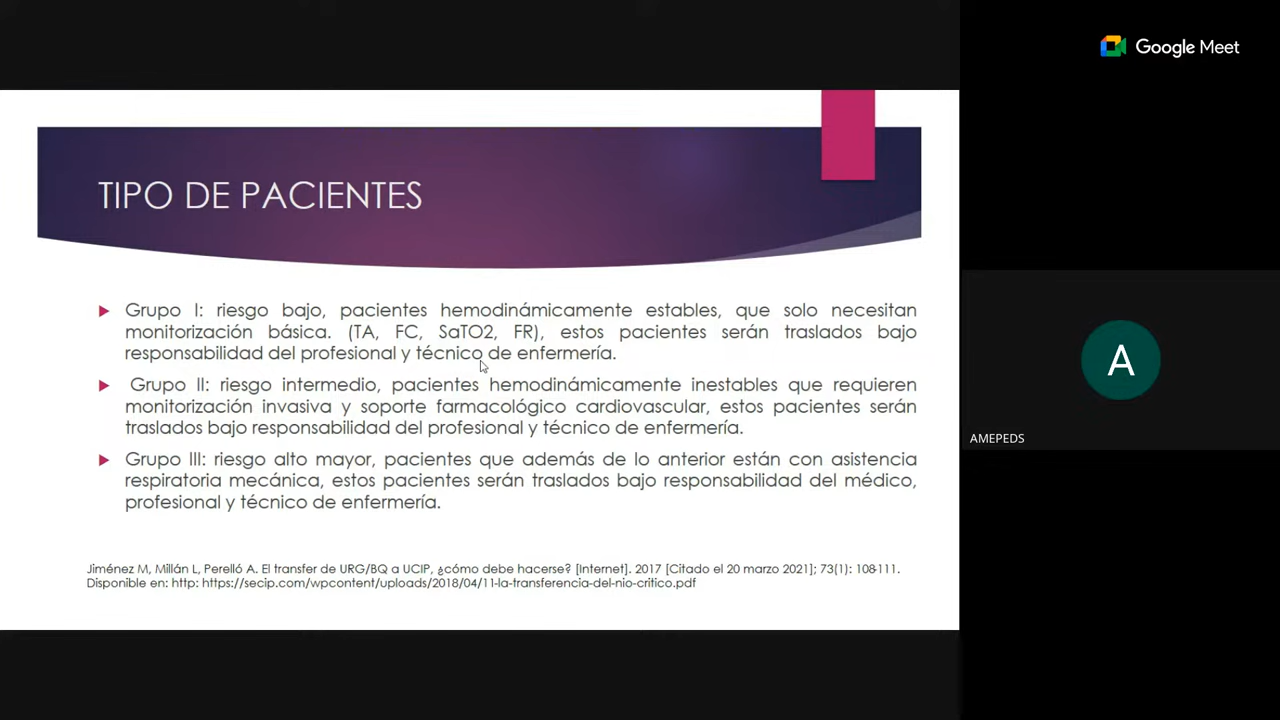 Google Meet
TIPO DE PACIENTES
Grupo I: riesgo bajo, pacientes hemodinámicamente estables, que solo necesitan
monitorización básica. (TA, FC, SaTO2, FR), estos pacientes serán traslados bajo
responsabilidad del profesional y técnico de enfermería.
Grupo II: riesgo intermedio, pacientes hemodinámicamente inestables que requieren
monitorización invasiva y soporte farmacológico cardiovascular, estos pacientes serán
traslados bajo responsabilidad del profesional y técnico de enfermería.
Grupo III: riesgo alto mayor, pacientes que además de lo anterior están con asistencia
respiratoria mecánica, estos pacientes serán traslados bajo responsabilidad del médico,
profesional y técnico de enfermería.
Jiménez M, Millán L, Perelló A. El transfer de URG/BQ a UCIP, ¿cómo debe hacerse? [Internet]. 2017 [Citado el 20 marzo 2021]; 73(1): 108-111.
Disponible en: http: https://secip.com/wpcontent/uploads/2018/04/11-la-transferencia-del-nio-critico.pdf
A
AMEPEDS